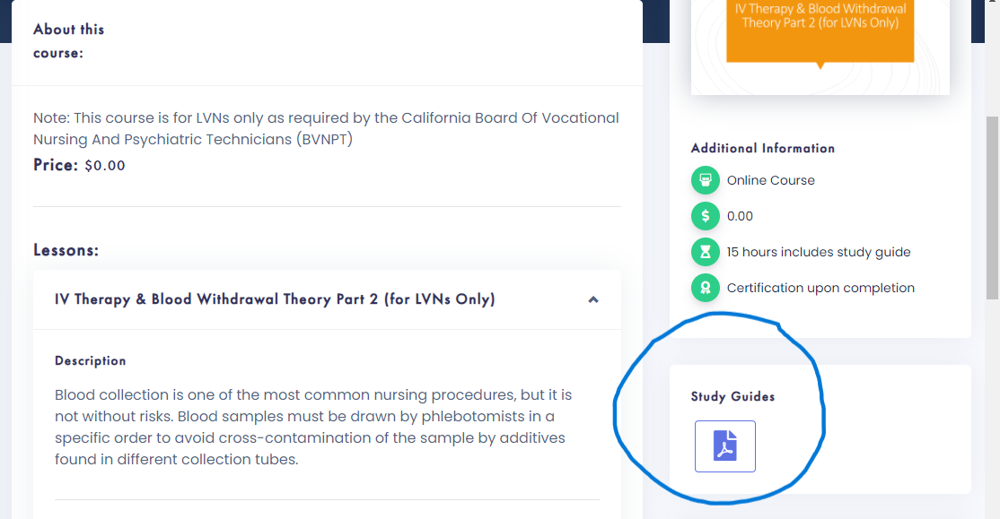 About this
course:
Note: This course is for LVNs only as required by the California Board Of Vocational
Nursing And Psychiatric Technicians (BVNPT)
Price: $0.00
Lessons:
IV Therapy & Blood Withdrawal Theory Part 2 (for LVNs Only)
Description
Blood collection is one of the most common nursing procedures, but it is
not without risks. Blood samples must be drawn by phlebotomists in a
specific order to avoid cross-contamination of the sample by additives
found in different collection tubes.
IV Therapy & Blood Withdrawal
Theory Part 2 (for LVNs Only)
Additional Information
Online Course
$ 0.00
15 hours includes study guide
Certification upon completion
Study Guides